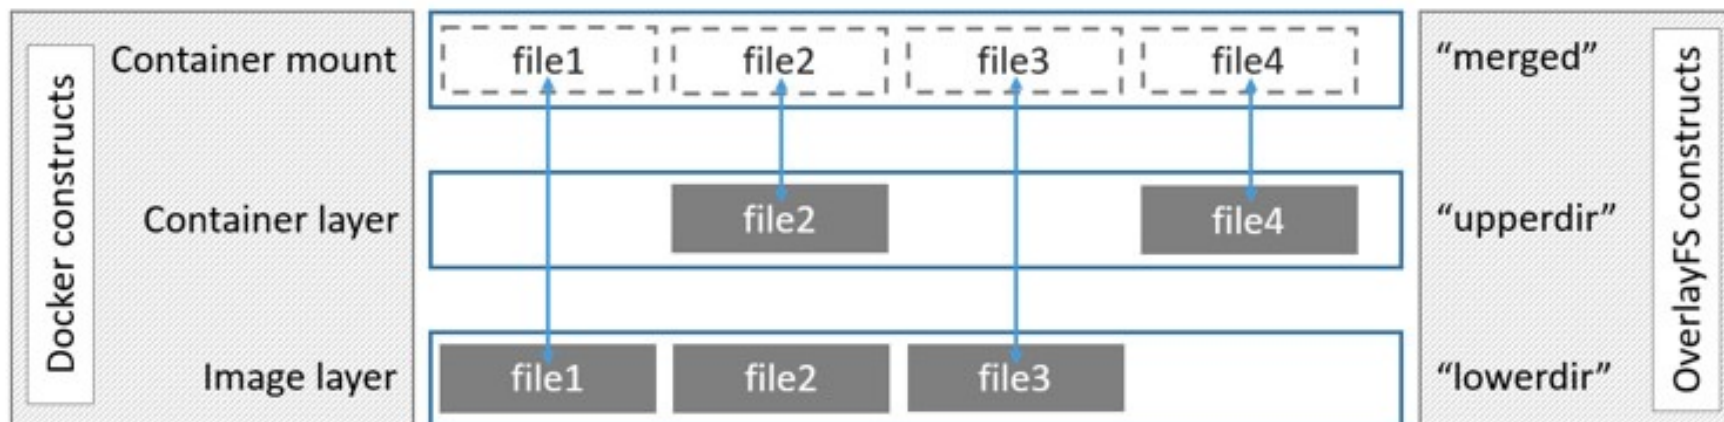 Docker constructs
Container mount
file1
file2
file3
file4
“merged”
OverlayFS constructs
Container layer
file2
file4
“upperdir”
Image layer
file1
file2
file3
“lowerdir”